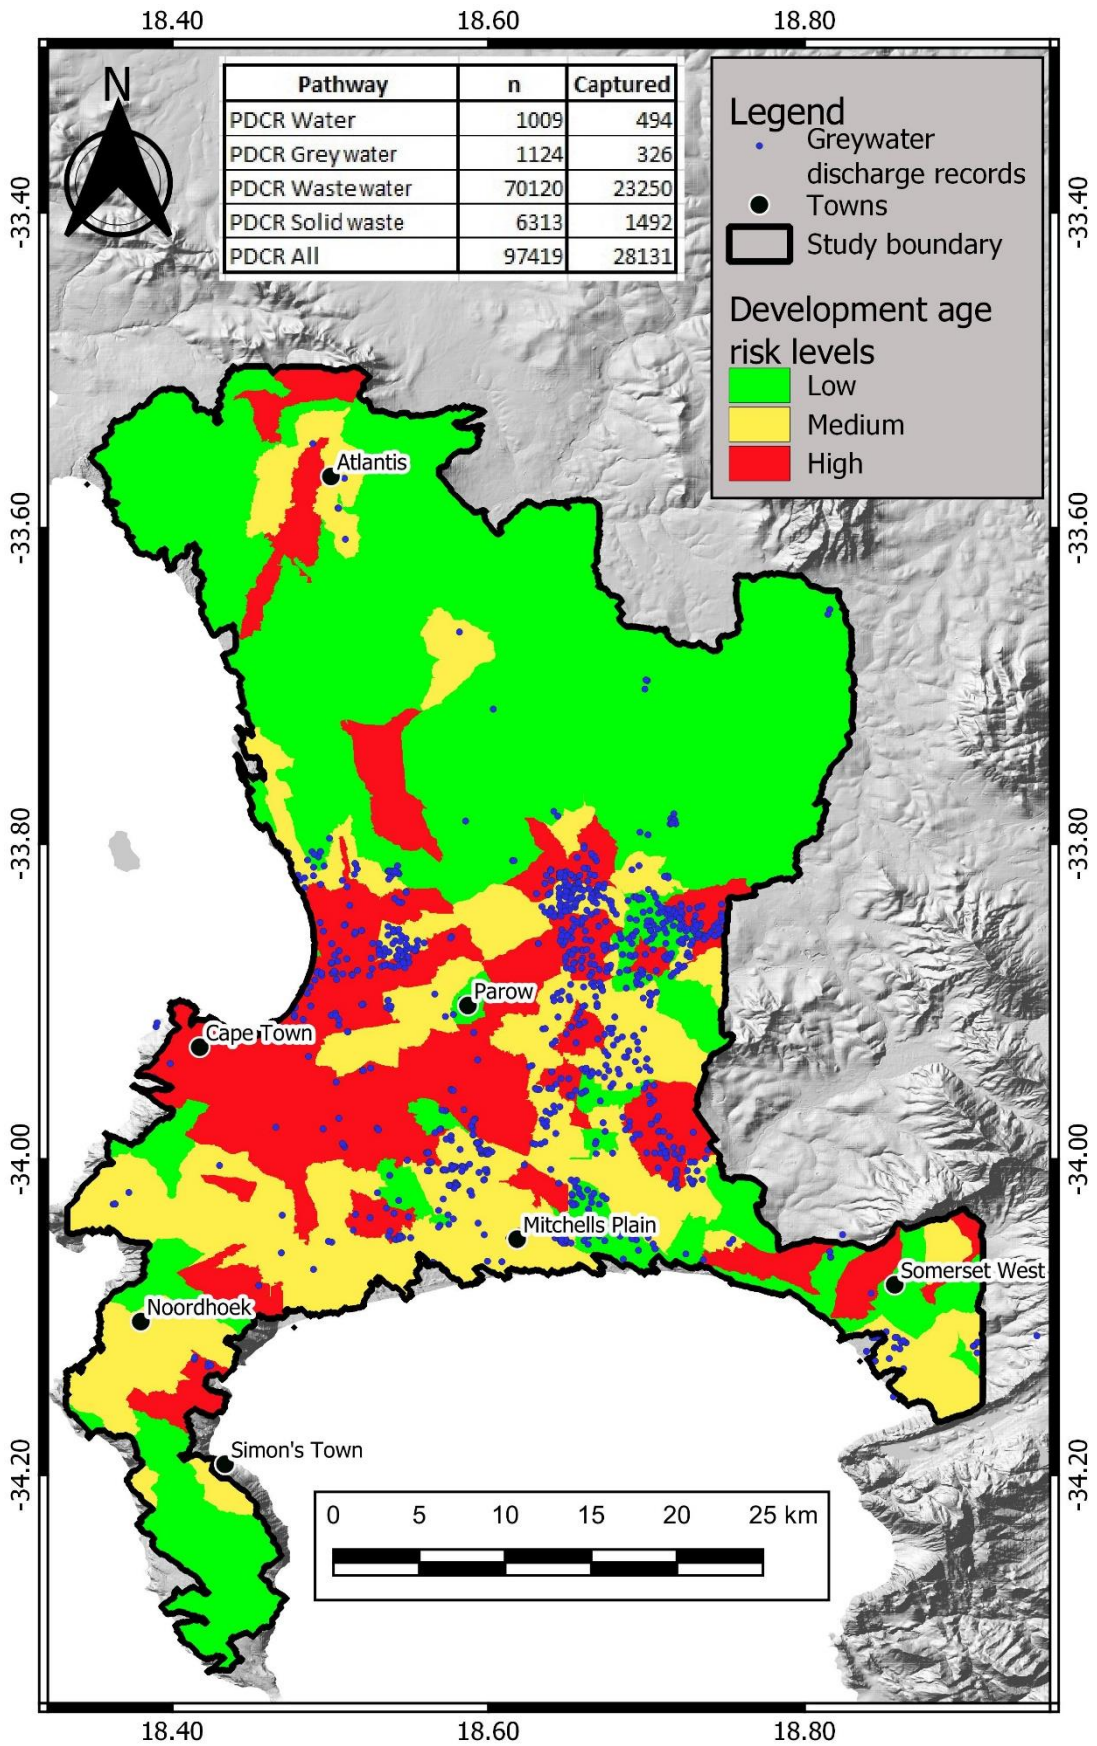 18.40 18.60 18.80
N
Pathway n Captured
PDCR Water 1009 494
PDCR Greywater 1124 326
PDCR Wastewater 70120 23250
PDCR Solid waste 6313 1492
PDCR All 97419 28131
Legend
Greywater
discharge records
Towns
Study boundary
Development age
risk levels
Low
Medium
High
-33.40 -33.40
Atlantis
-33.60 -33.60
-33.80 -33.80
Parow
Cape Town
-34.00 -34.00
Mitchells Plain
Somerset West
Noordhoek
Simon's Town
-34.20 -34.20
0 5 10 15 20 25 km
18.40 18.60 18.80